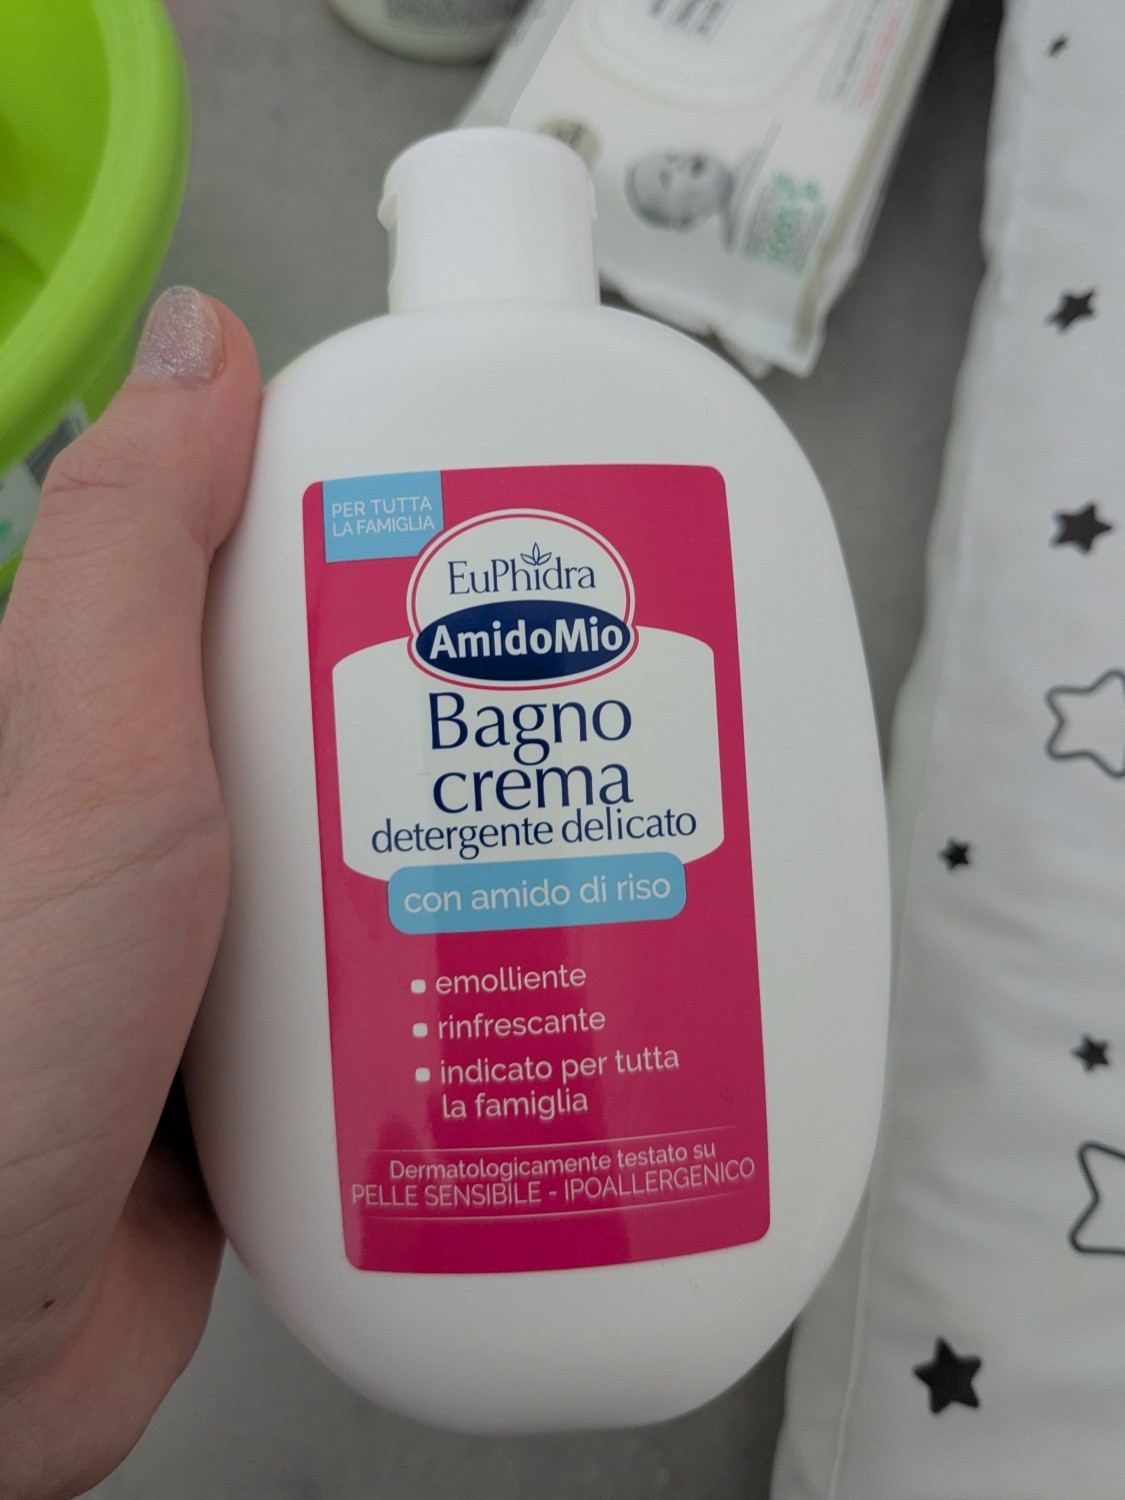 PER TUTTA
LA FAMIGLIA
EuPhidra
AmidoMio
Bagno
crema
detergente delicato
con amido di riso
emolliente
rinfrescante
indicato per tutta
la famiglia
Dermatologicamente testato su
PELLE SENSIBILE - IPOALLERGENICO